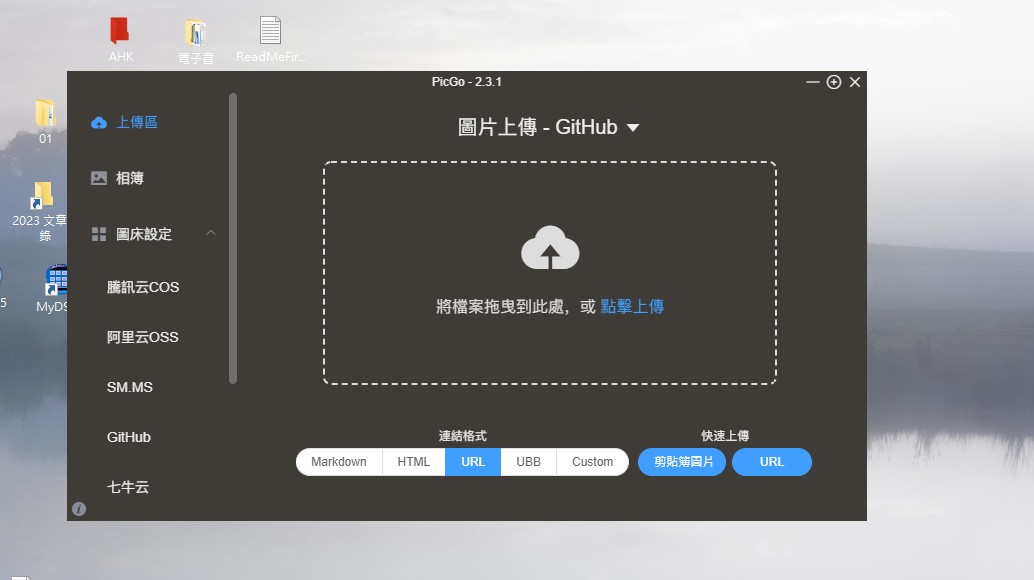 AHK
電子書
ReadMeFir...
01
2023 文章
錄
5
MyDS
PicGo - 2.3.1
上傳區
相簿
圖床設定
騰訊云COS
阿里云OSS
SM.MS
GitHub
七牛云
圖片上傳 - GitHub
將檔案拖曳到此處，或 點擊上傳
連結格式
Markdown HTML URL UBB Custom
快速上傳
剪貼簿圖片 URL